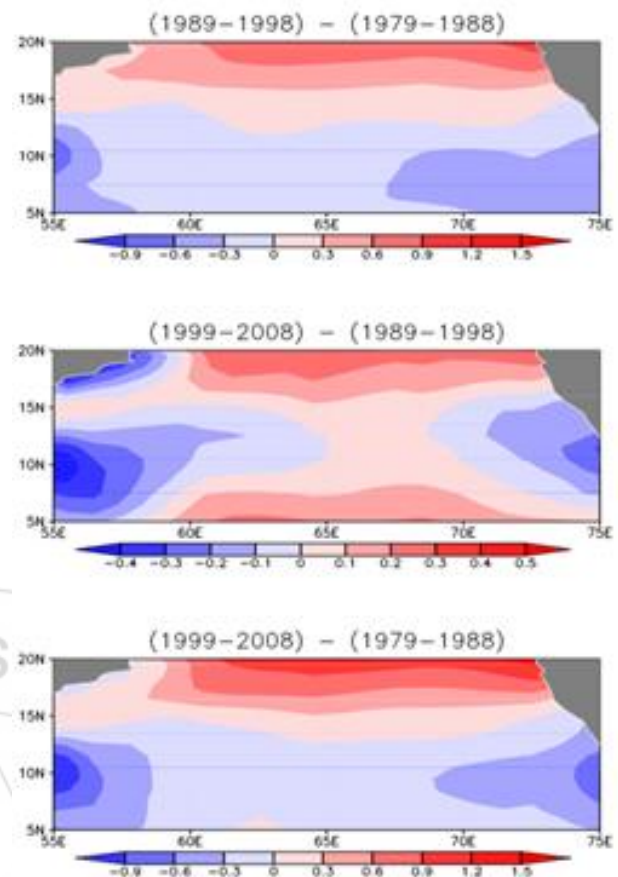 (1989-1998) - (1979-1988)
20N
15N
10N
5N
55E 60E 65E 70E 75E
-0.9 -0.6 -0.3 0 0.3 0.6 0.9 1.2 1.5
(1999-2008) - (1989-1998)
20N
15N
10N
5N
55E 60E 65E 70E 75E
-0.4 -0.3 -0.2 -0.1 0 0.1 0.2 0.3 0.4 0.5
(1999-2008) - (1979-1988)
20N
15N
10N
5N
55E 60E 65E 70E 75E
-0.9 -0.6 -0.3 0 0.3 0.6 0.9 1.2 1.5